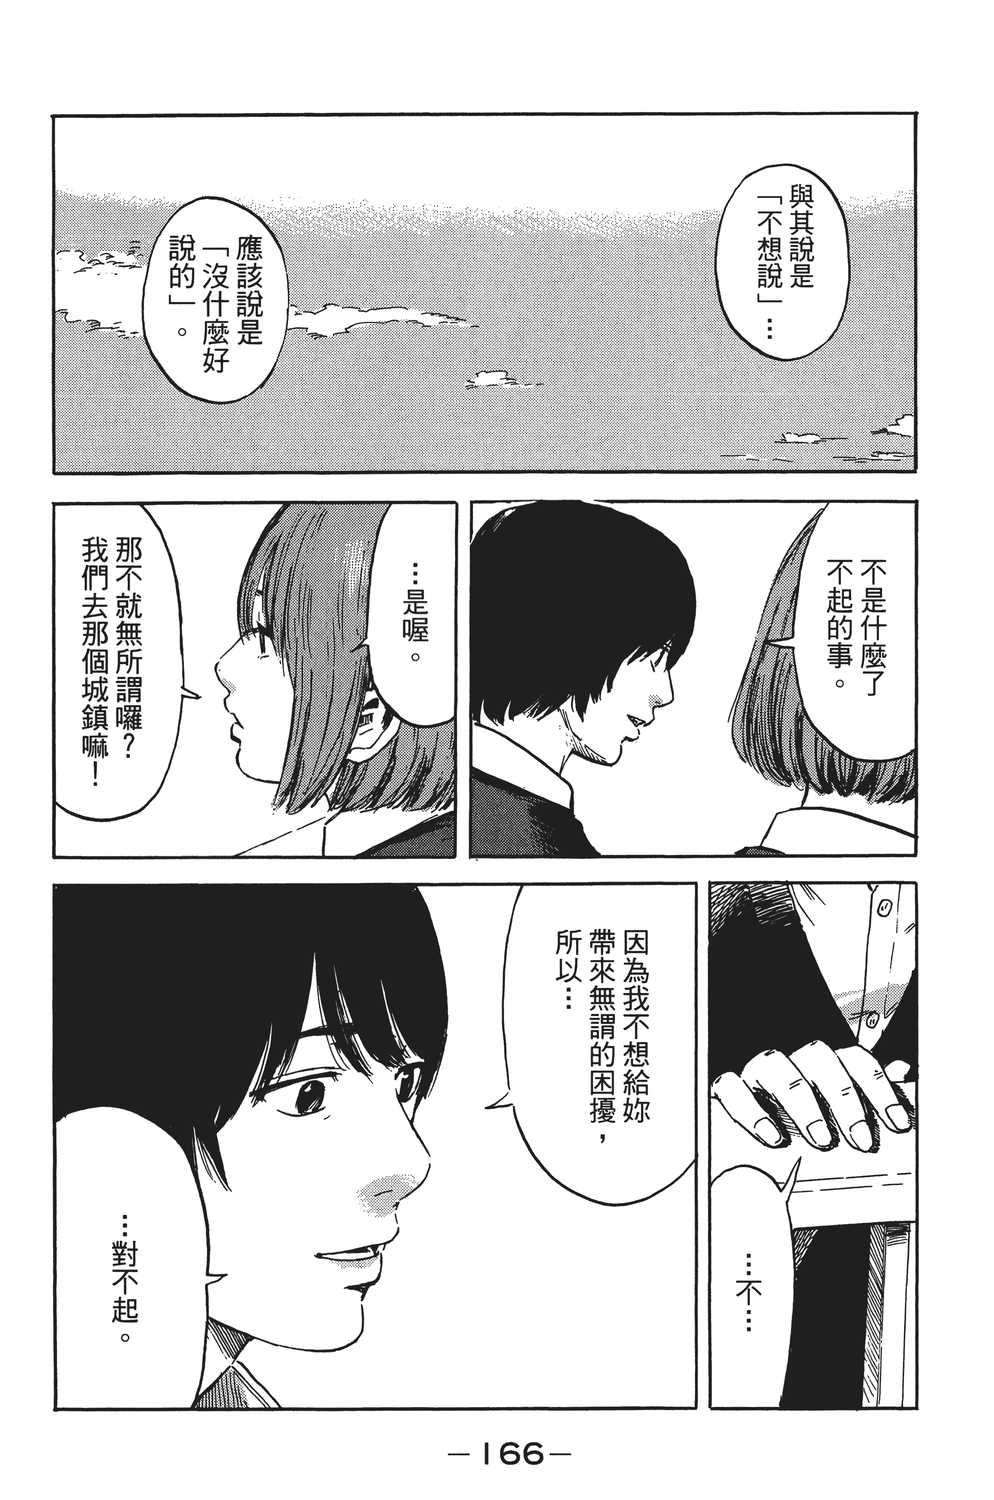 與其說是
「不想說」…
應該說是
「沒什麼好
說的」。
不是什麼了
不起的事。
…是喔。
那不就無所謂囉？
我們去那個城鎮嘛！
…不…
因為我不想給妳
帶來無謂的困擾，
所以…
…對不起。
—166—